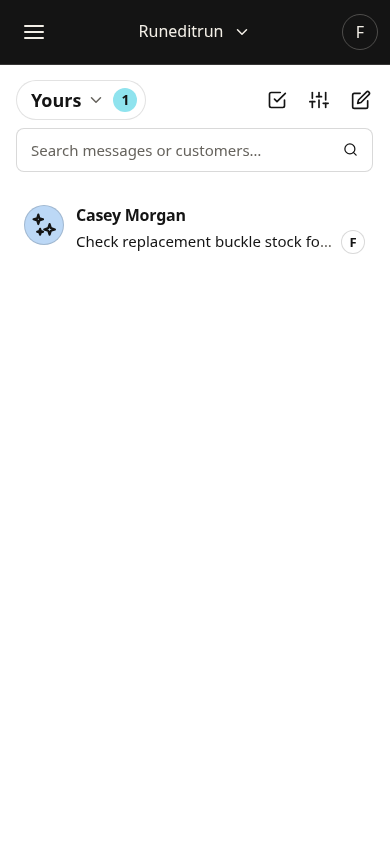 Runeditrun
F
Yours
1
Search messages or customers...
Casey Morgan
Check replacement buckle stock fo...
F